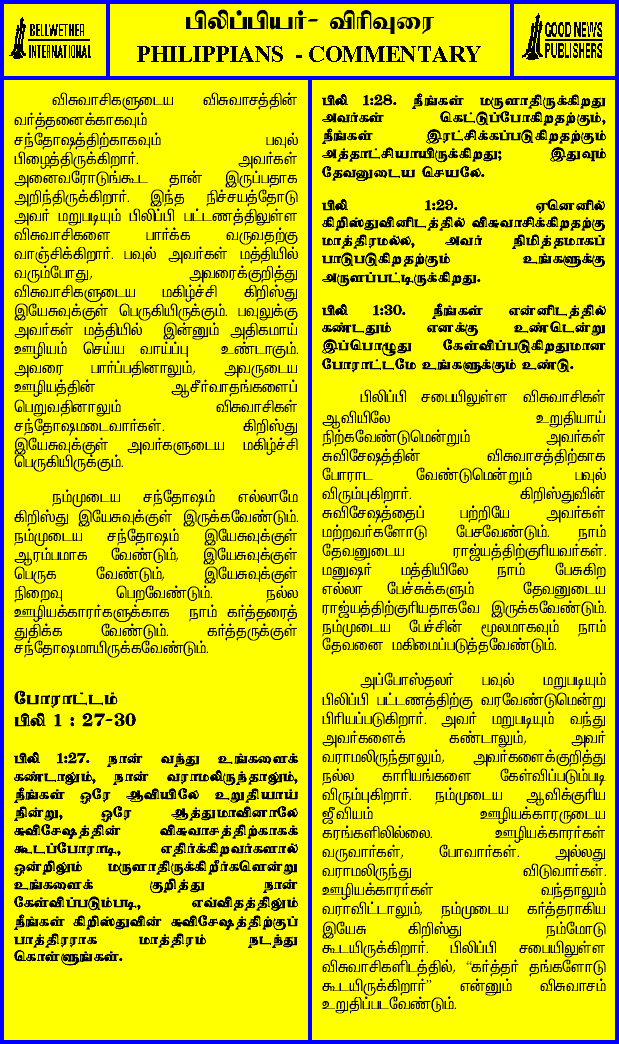 BELLWETHER
INTERNATIONAL
பிலிப்பியர்- விரிவுரை
PHILIPPIANS - COMMENTARY
GOOD NEWS
PUBLISHERS
விசுவாசிகளுடைய விசுவாசத்தின்
வர்த்தனைக்காகவும்
சந்தோஷத்திற்காகவும் பவுல்
பிழைத்திருக்கிறார். அவர்கள்
அனைவரோடுங்கூட தான் இருப்பதாக
அறிந்திருக்கிறார். இந்த நிச்சயத்தோடு
அவர் மறுபடியும் பிலிப்பி பட்டணத்திலுள்ள
விசுவாசிகளை பார்க்க வருவதற்கு
வாஞ்சிக்கிறார். பவுல் அவர்கள் மத்தியில்
வரும்போது, அவரைக்குறித்து
விசுவாசிகளுடைய மகிழ்ச்சி கிறிஸ்து
இயேசுவுக்குள் பெருகியிருக்கும். பவுலுக்கு
அவர்கள் மத்தியில் இன்னும் அதிகமாய்
ஊழியம் செய்ய வாய்ப்பு உண்டாகும்.
அவரை பார்ப்பதினாலும், அவருடைய
ஊழியத்தின் ஆசீர்வாதங்களைப்
பெறுவதினாலும் விசுவாசிகள்
சந்தோஷமடைவார்கள். கிறிஸ்து
இயேசுவுக்குள் அவர்களுடைய மகிழ்ச்சி
பெருகியிருக்கும்.
நம்முடைய சந்தோஷம் எல்லாமே
கிறிஸ்து இயேசுவுக்குள் இருக்கவேண்டும்.
நம்முடைய சந்தோஷம் இயேசுவுக்குள்
ஆரம்பமாக வேண்டும், இயேசுவுக்குள்
பெருக வேண்டும், இயேசுவுக்குள்
நிறைவு பெறவேண்டும். நல்ல
ஊழியக்காரர்களுக்காக நாம் கர்த்தரைத்
துதிக்க வேண்டும். கர்த்தருக்குள்
சந்தோஷமாயிருக்கவேண்டும்.
போராட்டம்
பிலி 1 : 27-30
பிலி 1:27. நான் வந்து உங்களைக்
கண்டாலும், நான் வராமலிருந்தாலும்,
நீங்கள் ஒரே ஆவியிலே உறுதியாய்
நின்று, ஒரே ஆத்துமாவினாலே
சுவிசேஷத்தின் விசுவாசத்திற்காகக்
கூடப்போராடி, எதிர்க்கிறவர்களால்
ஒன்றிலும் மருளாதிருக்கிறீர்களென்று
உங்களைக் குறித்து நான்
கேள்விப்படும்படி, எவ்விதத்திலும்
நீங்கள் கிறிஸ்துவின் சுவிசேஷத்திற்குப்
பாத்திரராக மாத்திரம் நடந்து
கொள்ளுங்கள்.
பிலி 1:28. நீங்கள் மருளாதிருக்கிறது
அவர்கள் கெட்டுப்போகிறதற்கும்,
நீங்கள் இரட்சிக்கப்படுகிறதற்கும்
அத்தாட்சியாயிருக்கிறது; இதுவும்
தேவனுடைய செயலே.
பிலி 1:29. ஏனெனில்
கிறிஸ்துவினிடத்தில் விசுவாசிக்கிறதற்கு
மாத்திரமல்ல, அவர் நிமித்தமாகப்
பாடுபடுகிறதற்கும் உங்களுக்கு
அருளப்பட்டிருக்கிறது.
பிலி 1:30. நீங்கள் என்னிடத்தில்
கண்டதும் எனக்கு உண்டென்று
இப்பொழுது கேள்விப்படுகிறதுமான
போராட்டமே உங்களுக்கும் உண்டு.
பிலிப்பி சபையிலுள்ள விசுவாசிகள்
ஆவியிலே உறுதியாய்
நிற்கவேண்டுமென்றும் அவர்கள்
சுவிசேஷத்தின் விசுவாசத்திற்காக
போராட வேண்டுமென்றும் பவுல்
விரும்புகிறார். கிறிஸ்துவின்
சுவிசேஷத்தைப் பற்றியே அவர்கள்
மற்றவர்களோடு பேசவேண்டும். நாம்
தேவனுடைய ராஜ்யத்திற்குரியவர்கள்.
மனுஷர் மத்தியிலே நாம் பேசுகிற
எல்லா பேச்சுக்களும் தேவனுடைய
ராஜ்யத்திற்குரியதாகவே இருக்கவேண்டும்.
நம்முடைய பேச்சின் மூலமாகவும் நாம்
தேவனை மகிமைப்படுத்தவேண்டும்.
அப்போஸ்தலர் பவுல் மறுபடியும்
பிலிப்பி பட்டணத்திற்கு வரவேண்டுமென்று
பிரியப்படுகிறார். அவர் மறுபடியும் வந்து
அவர்களைக் கண்டாலும், அவர்
வராமலிருந்தாலும், அவர்களைக்குறித்து
நல்ல காரியங்களை கேள்விப்படும்படி
விரும்புகிறார். நம்முடைய ஆவிக்குரிய
ஜீவியம் ஊழியக்காரருடைய
கரங்களிலில்லை. ஊழியக்காரர்கள்
வருவார்கள், போவார்கள். அல்லது
வராமலிருந்து விடுவார்கள்.
ஊழியக்காரர்கள் வந்தாலும்
வராவிட்டாலும், நம்முடைய கர்த்தராகிய
இயேசு கிறிஸ்து நம்மோடு
கூடயிருக்கிறார். பிலிப்பி சபையிலுள்ள
விசுவாசிகளிடத்தில், “கர்த்தர் தங்களோடு
கூடயிருக்கிறார்” என்னும் விசுவாசம்
உறுதிப்படவேண்டும்.